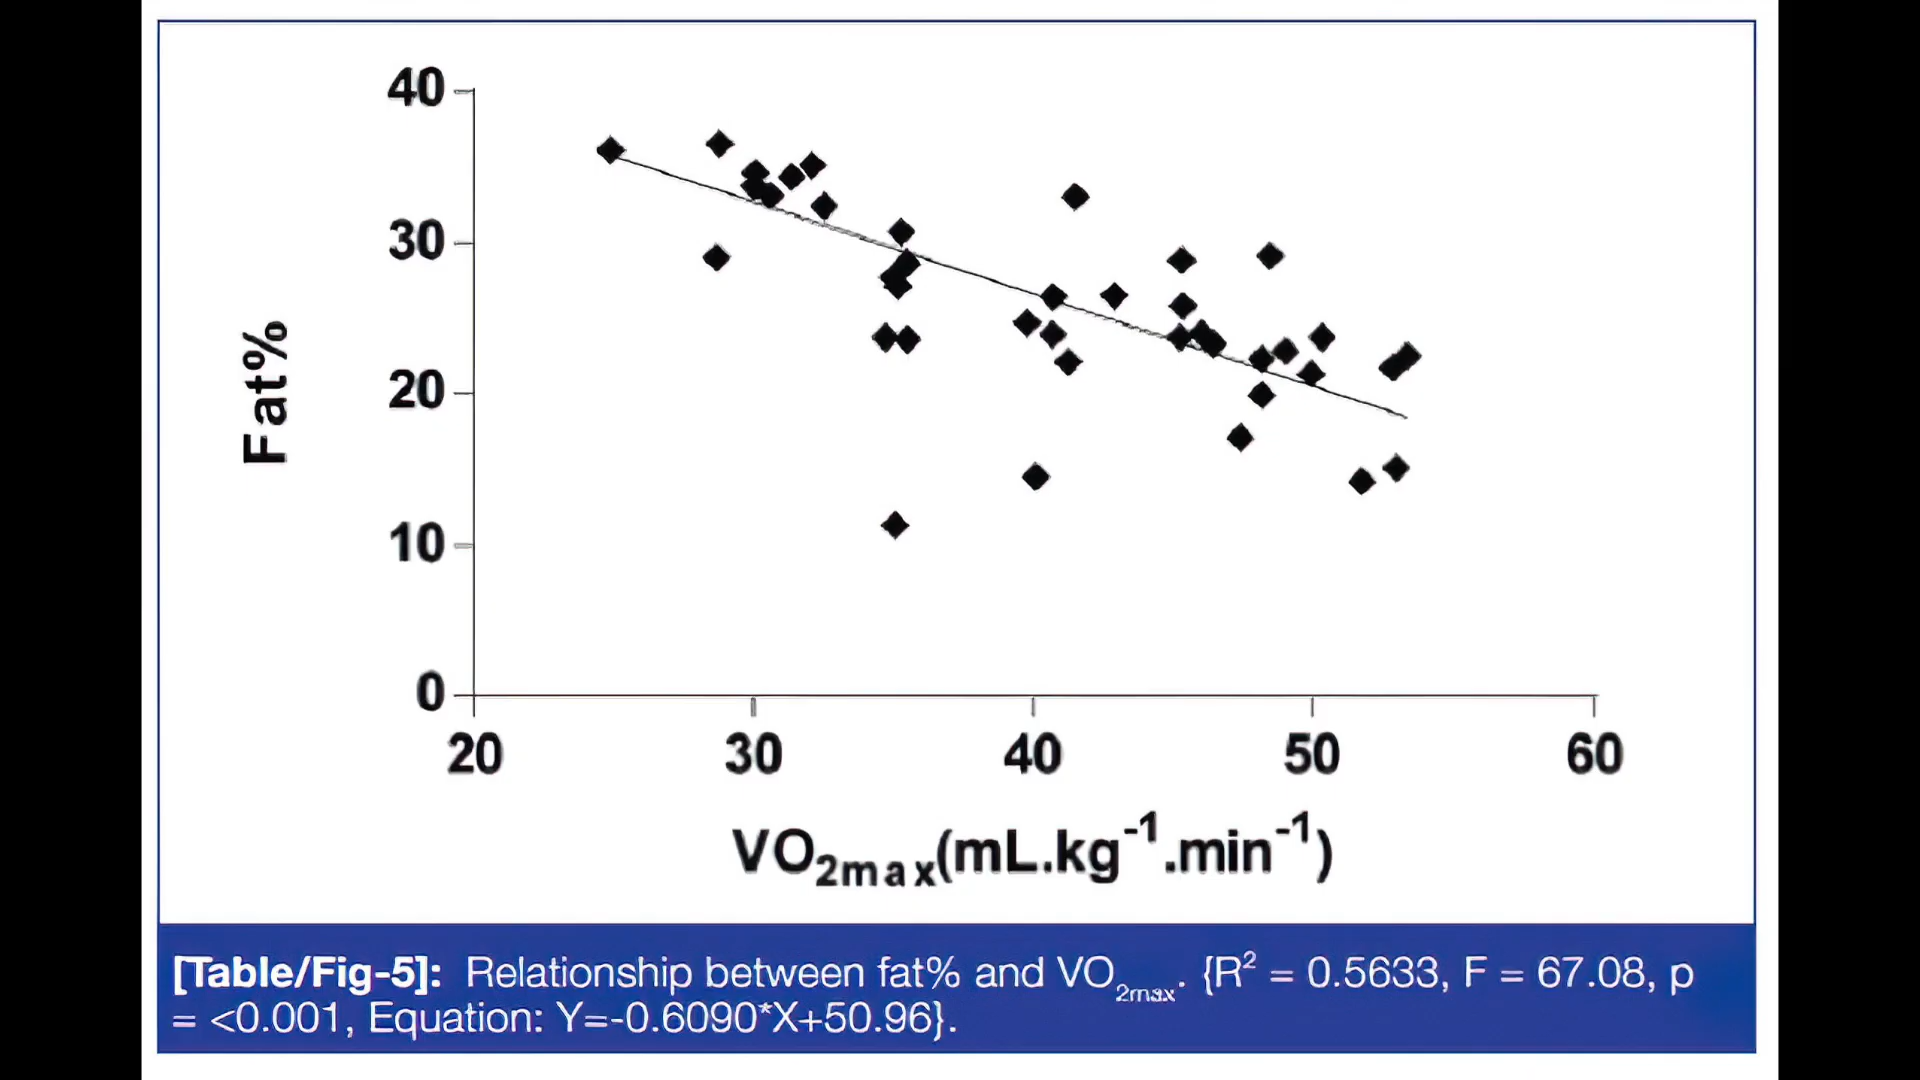 40
30
20
10
0
Fat%
20 30 40 50 60
VO2max(mL.kg-1.min-1)
[Table/Fig-5]: Relationship between fat% and VO2max. {R2 = 0.5633, F = 67.08, p
= <0.001, Equation: Y=-0.6090*X+50.96}.